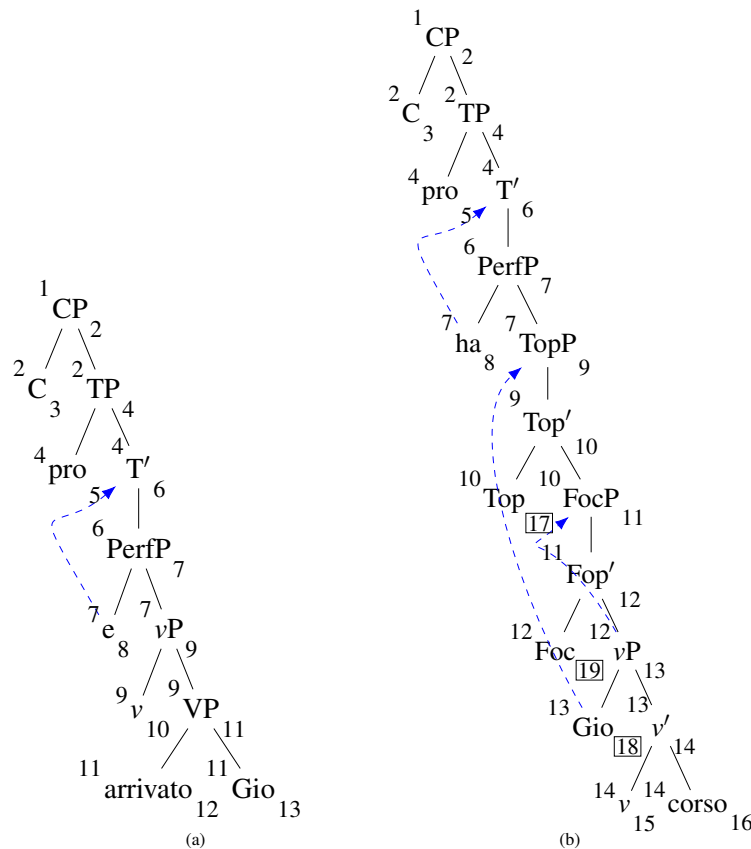 1 CP 2
2 C 3 2 TP 4
4 pro 5 4 T′ 6
6 PerfP 7
7 e 8 7 vP 9
9 v 10 9 VP 11
11 arrivato 12 11 Gio 13
(a)
1 CP 2
2 C 3 2 TP 4
4 pro 5 4 T′ 6
6 PerfP 7
7 ha 8 7 TopP 9
9 Top′ 10
10 Top 17 10 FocP 11
11 Fop′ 12
12 Foc 19 12 vP 13
13 Gio 18 13 v′ 14
14 v 15 14 corso 16
(b)